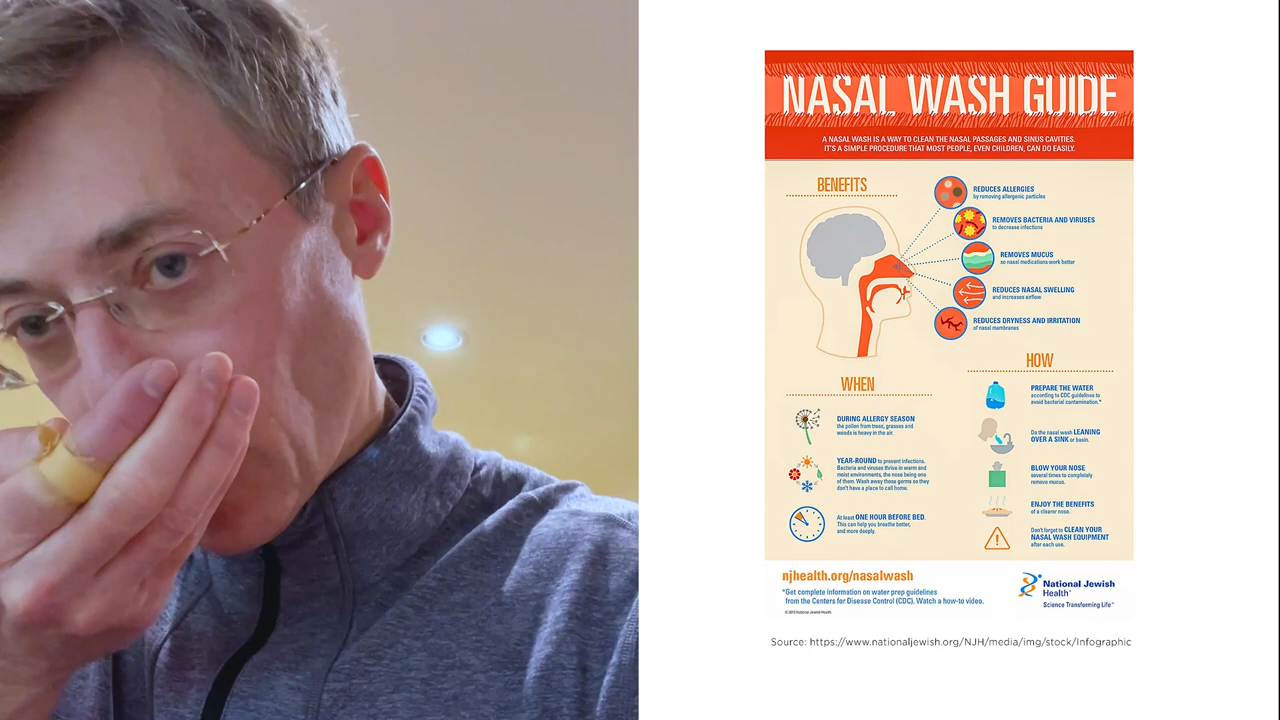 NASAL WASH GUIDE
A NASAL WASH IS A WAY TO CLEAN THE NASAL PASSAGES AND SINUS CAVITIES.
IT'S A SIMPLE PROCEDURE THAT MOST PEOPLE, EVEN CHILDREN, CAN DO EASILY.
BENEFITS
REDUCES ALLERGIES
by removing allergenic particles
REMOVES BACTERIA AND VIRUSES
to decrease infections
REMOVES MUCUS
so nasal medications work better
REDUCES NASAL SWELLING
and increases airflow
REDUCES DRYNESS AND IRRITATION
of nasal membranes
WHEN
DURING ALLERGY SEASON
the pollen from trees, grasses and
weeds is heavy in the air.
YEAR-ROUND to prevent infections.
Bacteria and viruses thrive in warm and
moist environments, the nose being one
of them. Wash away those germs so they
don't have a place to call home.
At least ONE HOUR BEFORE BED.
This can help you breathe better,
and more deeply.
HOW
PREPARE THE WATER
according to CDC guidelines to
avoid bacterial contamination.*
Do the nasal wash LEANING
OVER A SINK or basin.
BLOW YOUR NOSE
several times to completely
remove mucus.
ENJOY THE BENEFITS
of a clearer nose.
Don't forget to CLEAN YOUR
NASAL WASH EQUIPMENT
after each use.
njhealth.org/nasalwash
*Get complete information on water prep guidelines
from the Centers for Disease Control (CDC). Watch a how-to video.
National Jewish
Health™
Science Transforming Life™
Source: https://www.nationaljewish.org/NJH/media/img/stock/Infographic